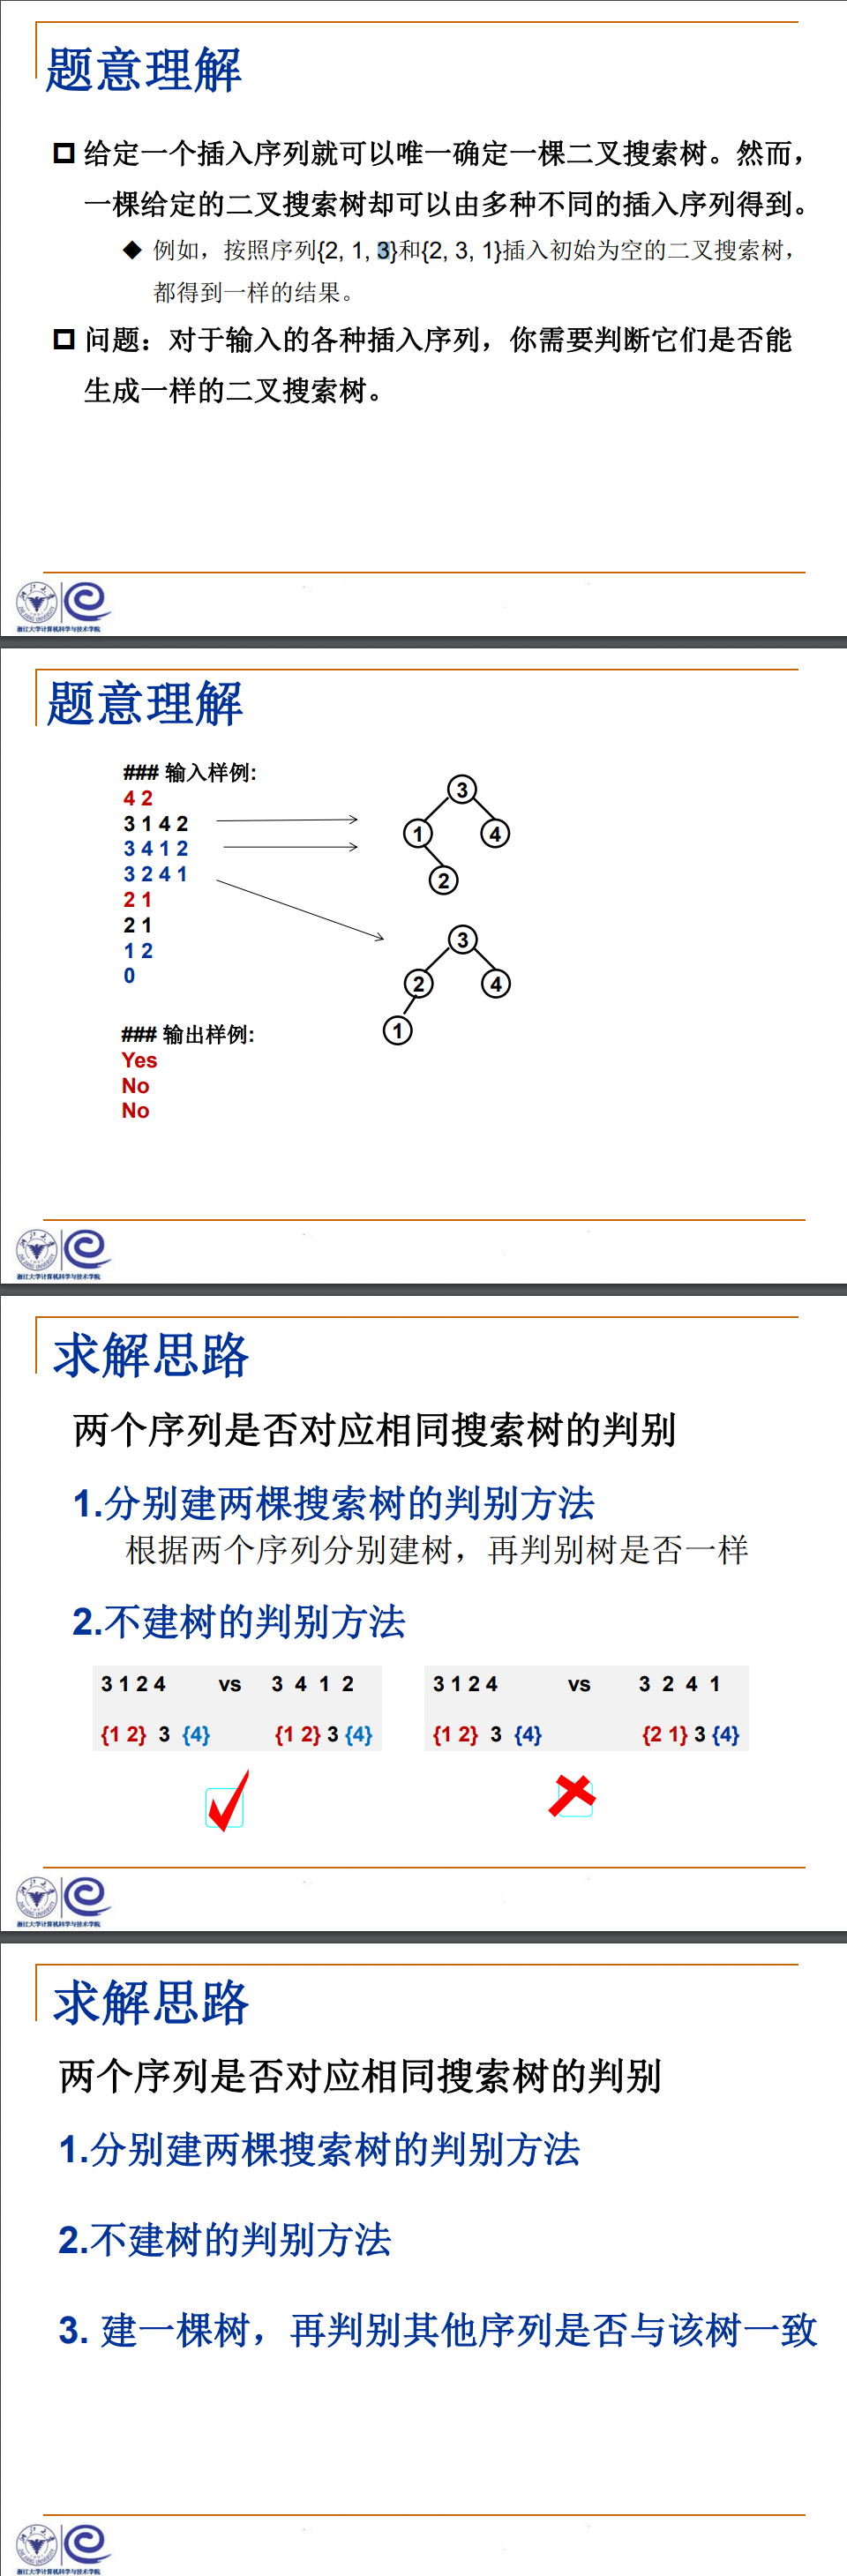 题意理解
给定一个插入序列就可以唯一确定一棵二叉搜索树。然而，
一棵给定的二叉搜索树却可以由多种不同的插入序列得到。
例如，按照序列{2, 1, 3}和{2, 3, 1}插入初始为空的二叉搜索树，
都得到一样的结果。
问题：对于输入的各种插入序列，你需要判断它们是否能
生成一样的二叉搜索树。
浙江大学计算机科学与技术学院
题意理解
### 输入样例:
4 2
3 1 4 2
3 4 1 2
3 2 4 1
2 1
2 1
1 2
0
3
1 4
2
3
2 4
1
### 输出样例:
Yes
No
No
浙江大学计算机科学与技术学院
求解思路
两个序列是否对应相同搜索树的判别
1.分别建两棵搜索树的判别方法
根据两个序列分别建树，再判别树是否一样
2.不建树的判别方法
3 1 2 4 vs 3 4 1 2
{1 2} 3 {4} {1 2} 3 {4}
3 1 2 4 vs 3 2 4 1
{1 2} 3 {4} {2 1} 3 {4}
浙江大学计算机科学与技术学院
求解思路
两个序列是否对应相同搜索树的判别
1.分别建两棵搜索树的判别方法
2.不建树的判别方法
3. 建一棵树，再判别其他序列是否与该树一致
浙江大学计算机科学与技术学院